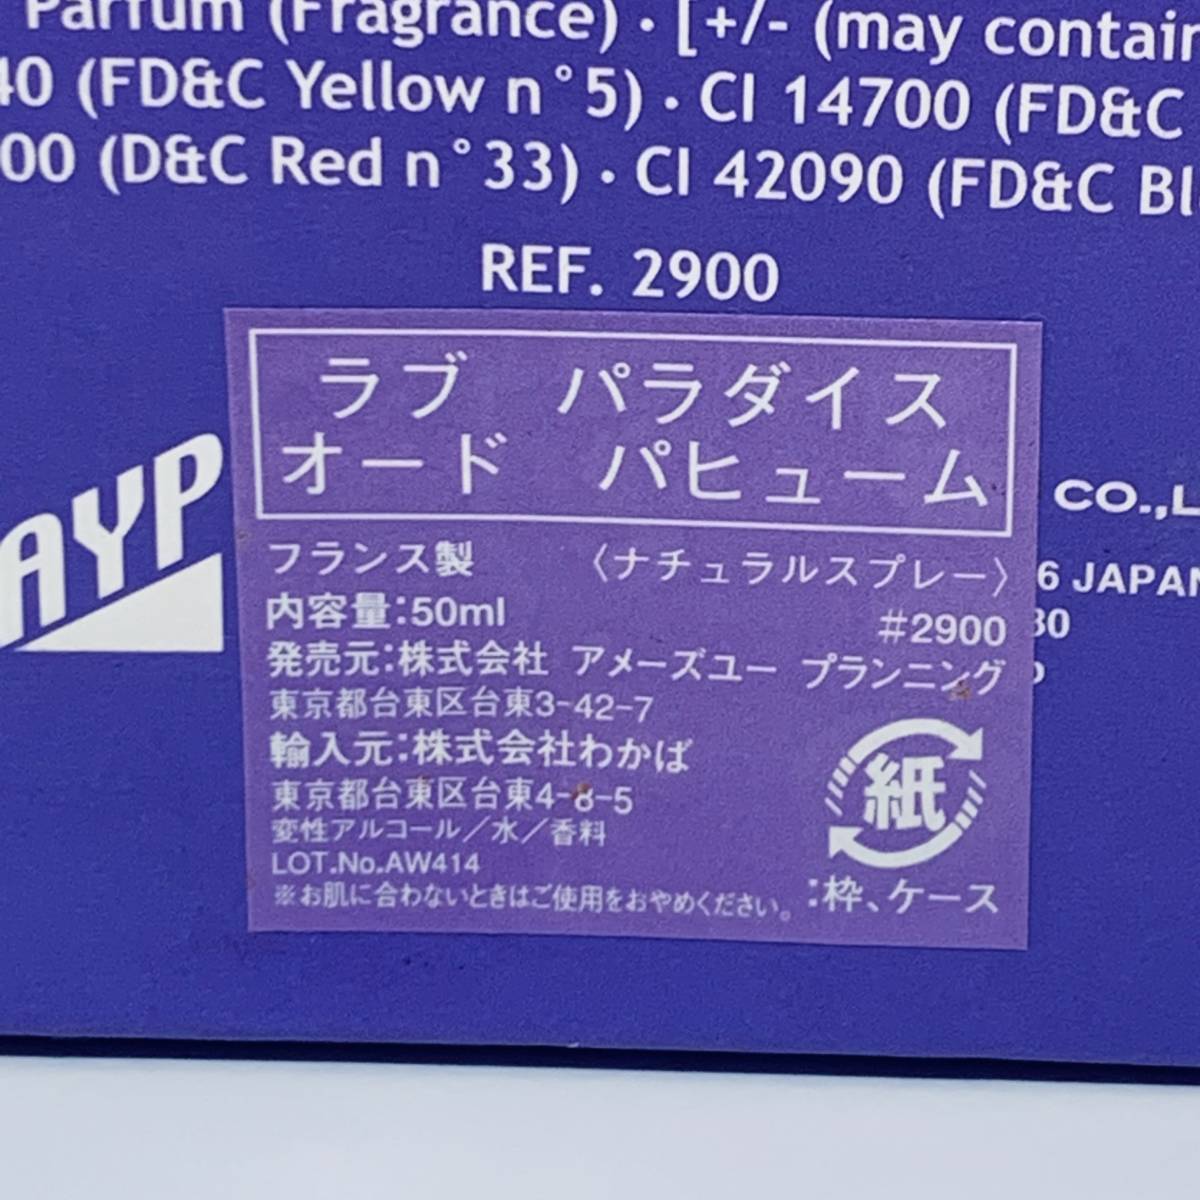 Parfum (Fragrance) · [+/- (may contain
40 (FD&C Yellow n°5) · CI 14700 (FD&C
00 (D&C Red n°33) · CI 42090 (FD&C Bl
REF. 2900
ラブ パラダイス
オード パヒューム
AYP
CO.,L
6 JAPAN
80
フランス製 〈ナチュラルスプレー〉
内容量:50ml #2900
発売元:株式会社 アメーズユー プランニング
東京都台東区台東3-42-7
輸入元:株式会社わかば
東京都台東区台東4-8-5
変性アルコール/水/香料
LOT.No.AW414
※お肌に合わないときはご使用をおやめください。
紙
:枠、ケース